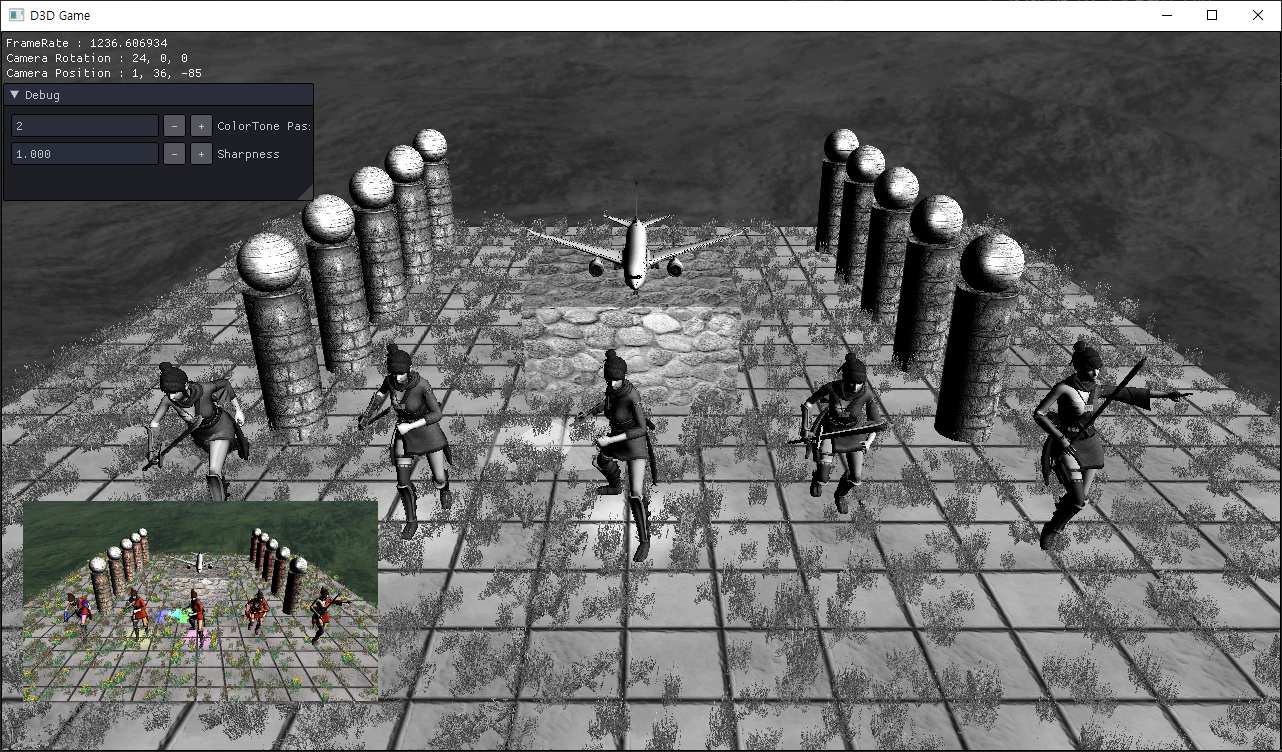 D3D Game
FrameRate : 1236.606934
Camera Rotation : 24, 0, 0
Camera Position : 1, 36, -85
▼ Debug
2 - + ColorTone Pas
1.000 - + Sharpness